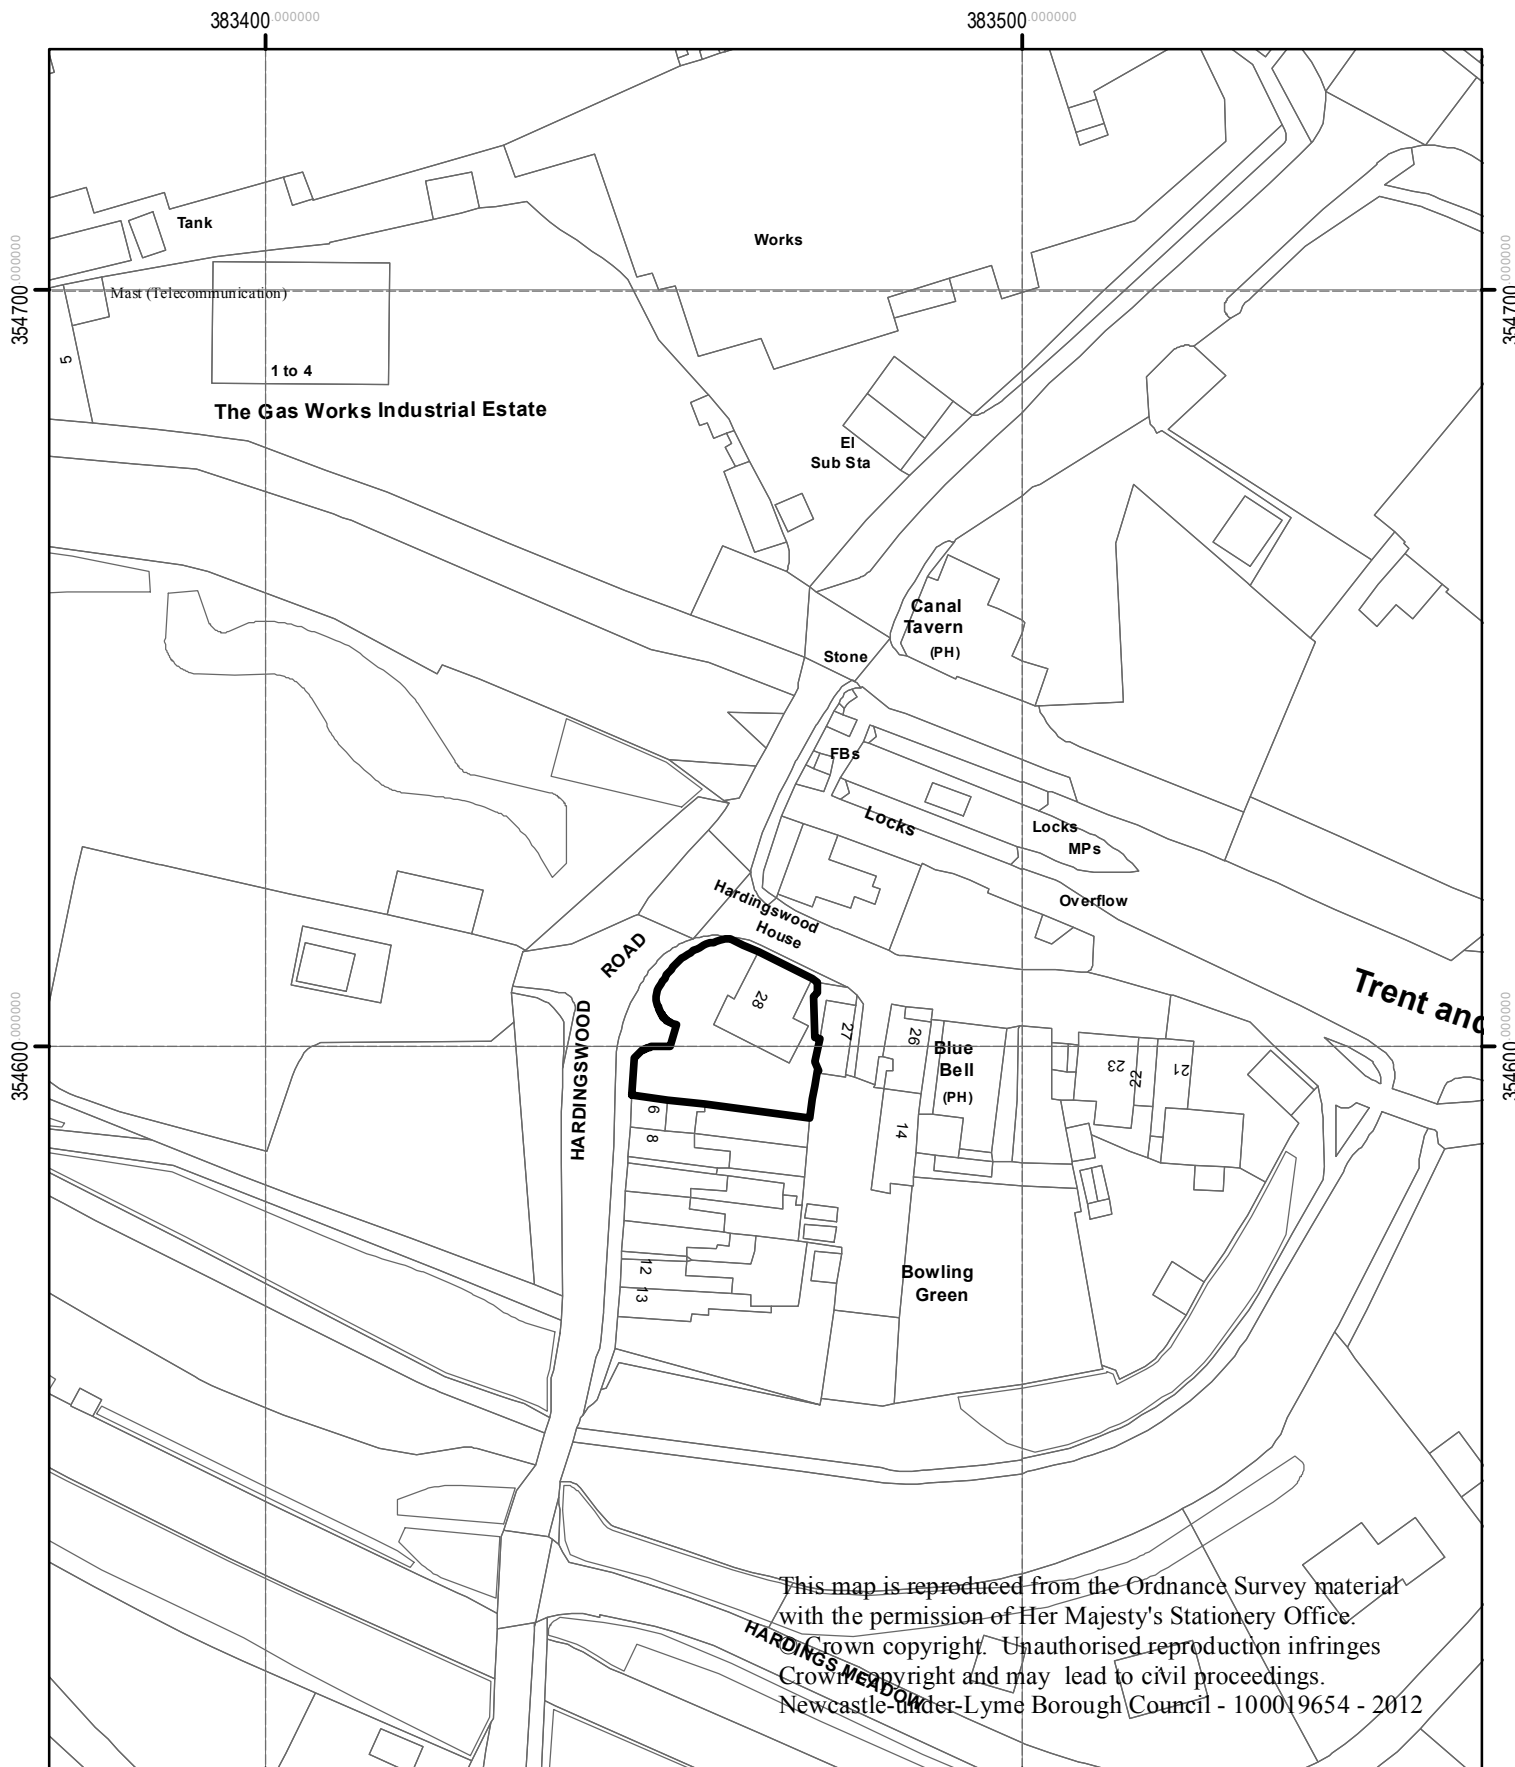 383400.000000
383500.000000
354700.000000
354700.000000
Tank
Works
Mast (Telecommunication)
5
1 to 4
The Gas Works Industrial Estate
El
Sub Sta
Canal
Tavern
(PH)
Stone
FBs
Locks
Locks
MPs
Overflow
Hardingswood
House
ROAD
HARDINGSWOOD
28
27
26
Blue
Bell
(PH)
23
22
21
Trent and
354600.000000
354600.000000
6
8
14
12
13
Bowling
Green
HARDINGS MEADOW
This map is reproduced from the Ordnance Survey material
with the permission of Her Majesty's Stationery Office.
© Crown copyright. Unauthorised reproduction infringes
Crown copyright and may lead to civil proceedings.
Newcastle-under-Lyme Borough Council - 100019654 - 2012